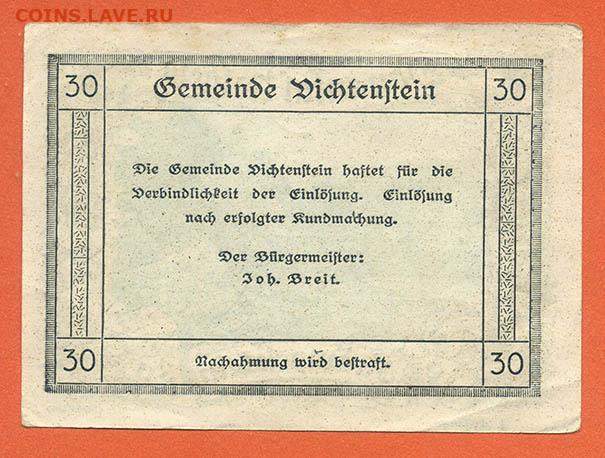 COINS.LAVE.RU
30 Gemeinde Vichtenstein 30
Die Gemeinde Vichtenstein haftet für die
Verbindlichkeit der Einlösung. Einlösung
nach erfolgter Kundmachung.
Der Bürgermeister:
Joh. Breit.
30 Nachahmung wird bestraft. 30